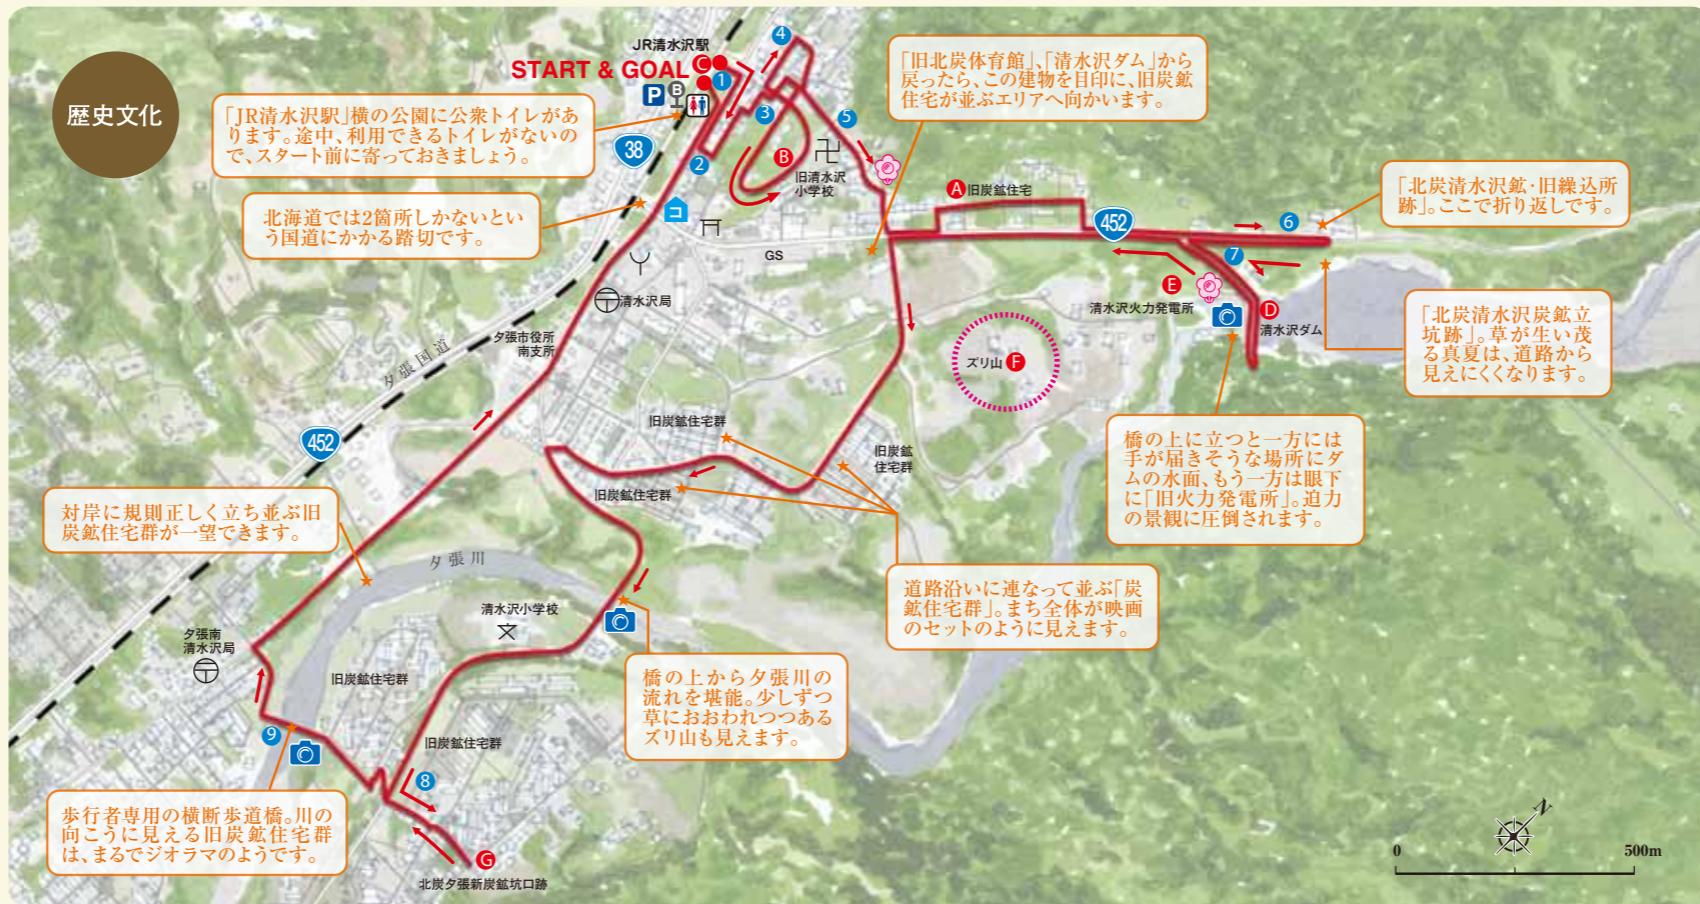 歴史文化
JR清水沢駅
START & GOAL
C
1
P
B
「JR清水沢駅」横の公園に公衆トイレがあ
ります。途中、利用できるトイレがないの
で、スタート前に寄っておきましょう。
38
2
3
4
5
B
旧清水沢
小学校
「旧北炭体育館」、「清水沢ダム」から
戻ったら、この建物を目印に、旧炭鉱
住宅が並ぶエリアへ向かいます。
北海道では2箇所しかないとい
う国道にかかる踏切です。
コ
GS
A 旧炭鉱住宅
452
6
「北炭清水沢鉱・旧繰込所
跡」。ここで折り返しです。
7
E
清水沢火力発電所
D
清水沢ダム
「北炭清水沢炭鉱立
坑跡」。草が生い茂
る真夏は、道路から
見えにくくなります。
清水沢局
夕張市役所
南支所
夕張国道
452
ズリ山 F
旧炭鉱住宅群
旧炭鉱
住宅群
旧炭鉱住宅群
橋の上に立つと一方には
手が届きそうな場所にダ
ムの水面、もう一方は眼下
に「旧火力発電所」。迫力
の景観に圧倒されます。
対岸に規則正しく立ち並ぶ旧
炭鉱住宅群が一望できます。
夕張川
清水沢小学校
文
道路沿いに連なって並ぶ「炭
鉱住宅群」。まち全体が映画
のセットのように見えます。
夕張南
清水沢局
旧炭鉱住宅群
橋の上から夕張川の
流れを堪能。少しずつ
草におおわれつつある
ズリ山も見えます。
9
旧炭鉱住宅群
8
歩行者専用の横断歩道橋。川の
向こうに見える旧炭鉱住宅群
は、まるでジオラマのようです。
G
北炭夕張新炭鉱坑口跡
N
0 500m